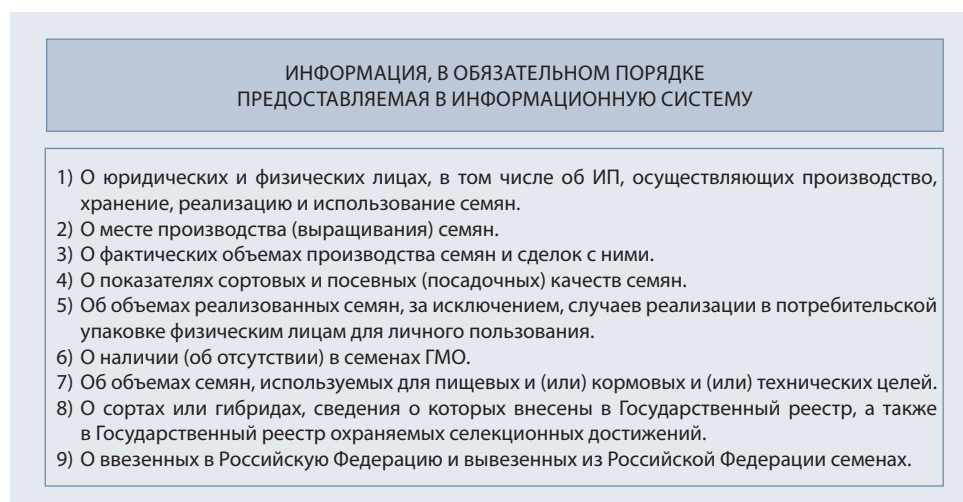 ИНФОРМАЦИЯ, В ОБЯЗАТЕЛЬНОМ ПОРЯДКЕ
ПРЕДОСТАВЛЯЕМАЯ В ИНФОРМАЦИОННУЮ СИСТЕМУ
1) О юридических и физических лицах, в том числе об ИП, осуществляющих производство,
хранение, реализацию и использование семян.
2) О месте производства (выращивания) семян.
3) О фактических объемах производства семян и сделок с ними.
4) О показателях сортовых и посевных (посадочных) качеств семян.
5) Об объемах реализованных семян, за исключением, случаев реализации в потребительской
упаковке физическим лицам для личного пользования.
6) О наличии (об отсутствии) в семенах ГМО.
7) Об объемах семян, используемых для пищевых и (или) кормовых и (или) технических целей.
8) О сортах или гибридах, сведения о которых внесены в Государственный реестр, а также
в Государственный реестр охраняемых селекционных достижений.
9) О ввезенных в Российскую Федерацию и вывезенных из Российской Федерации семенах.